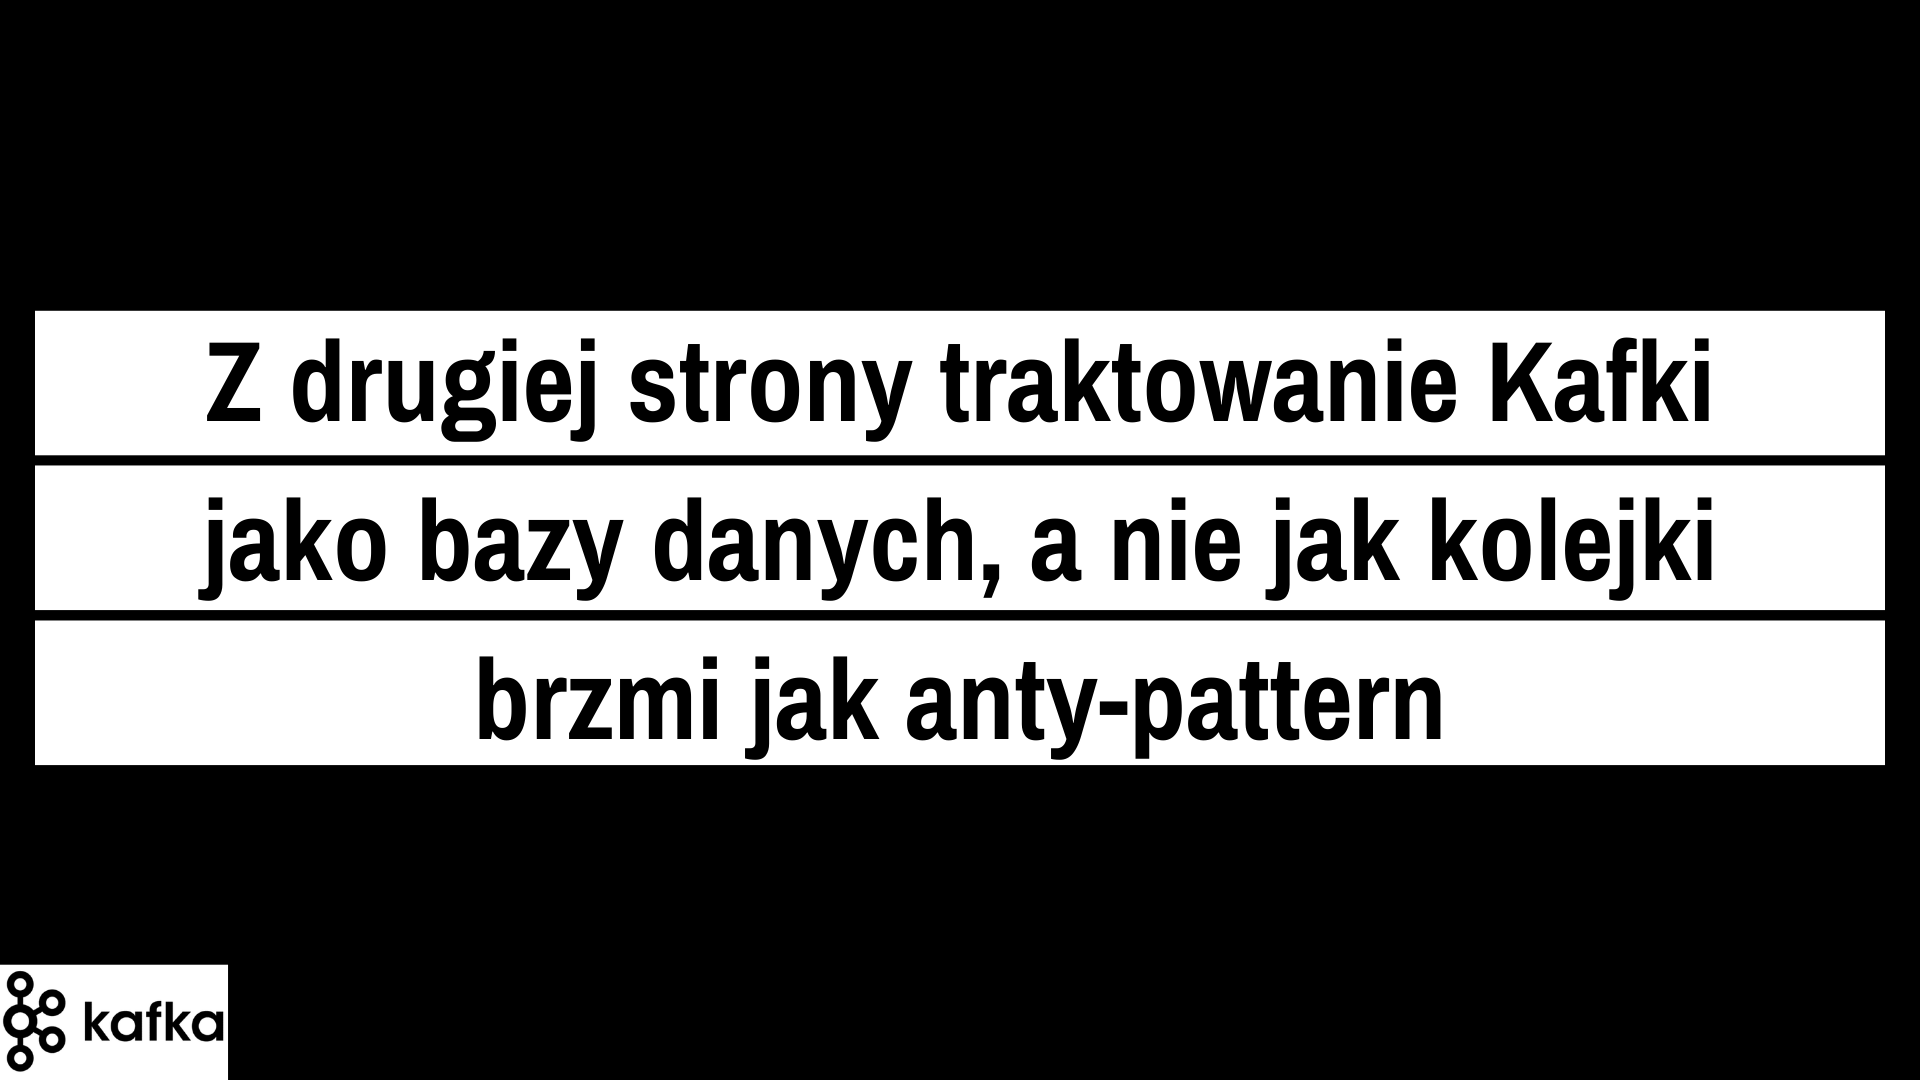 Z drugiej strony traktowanie Kafki
jako bazy danych, a nie jak kolejki
brzmi jak anty-pattern
kafka